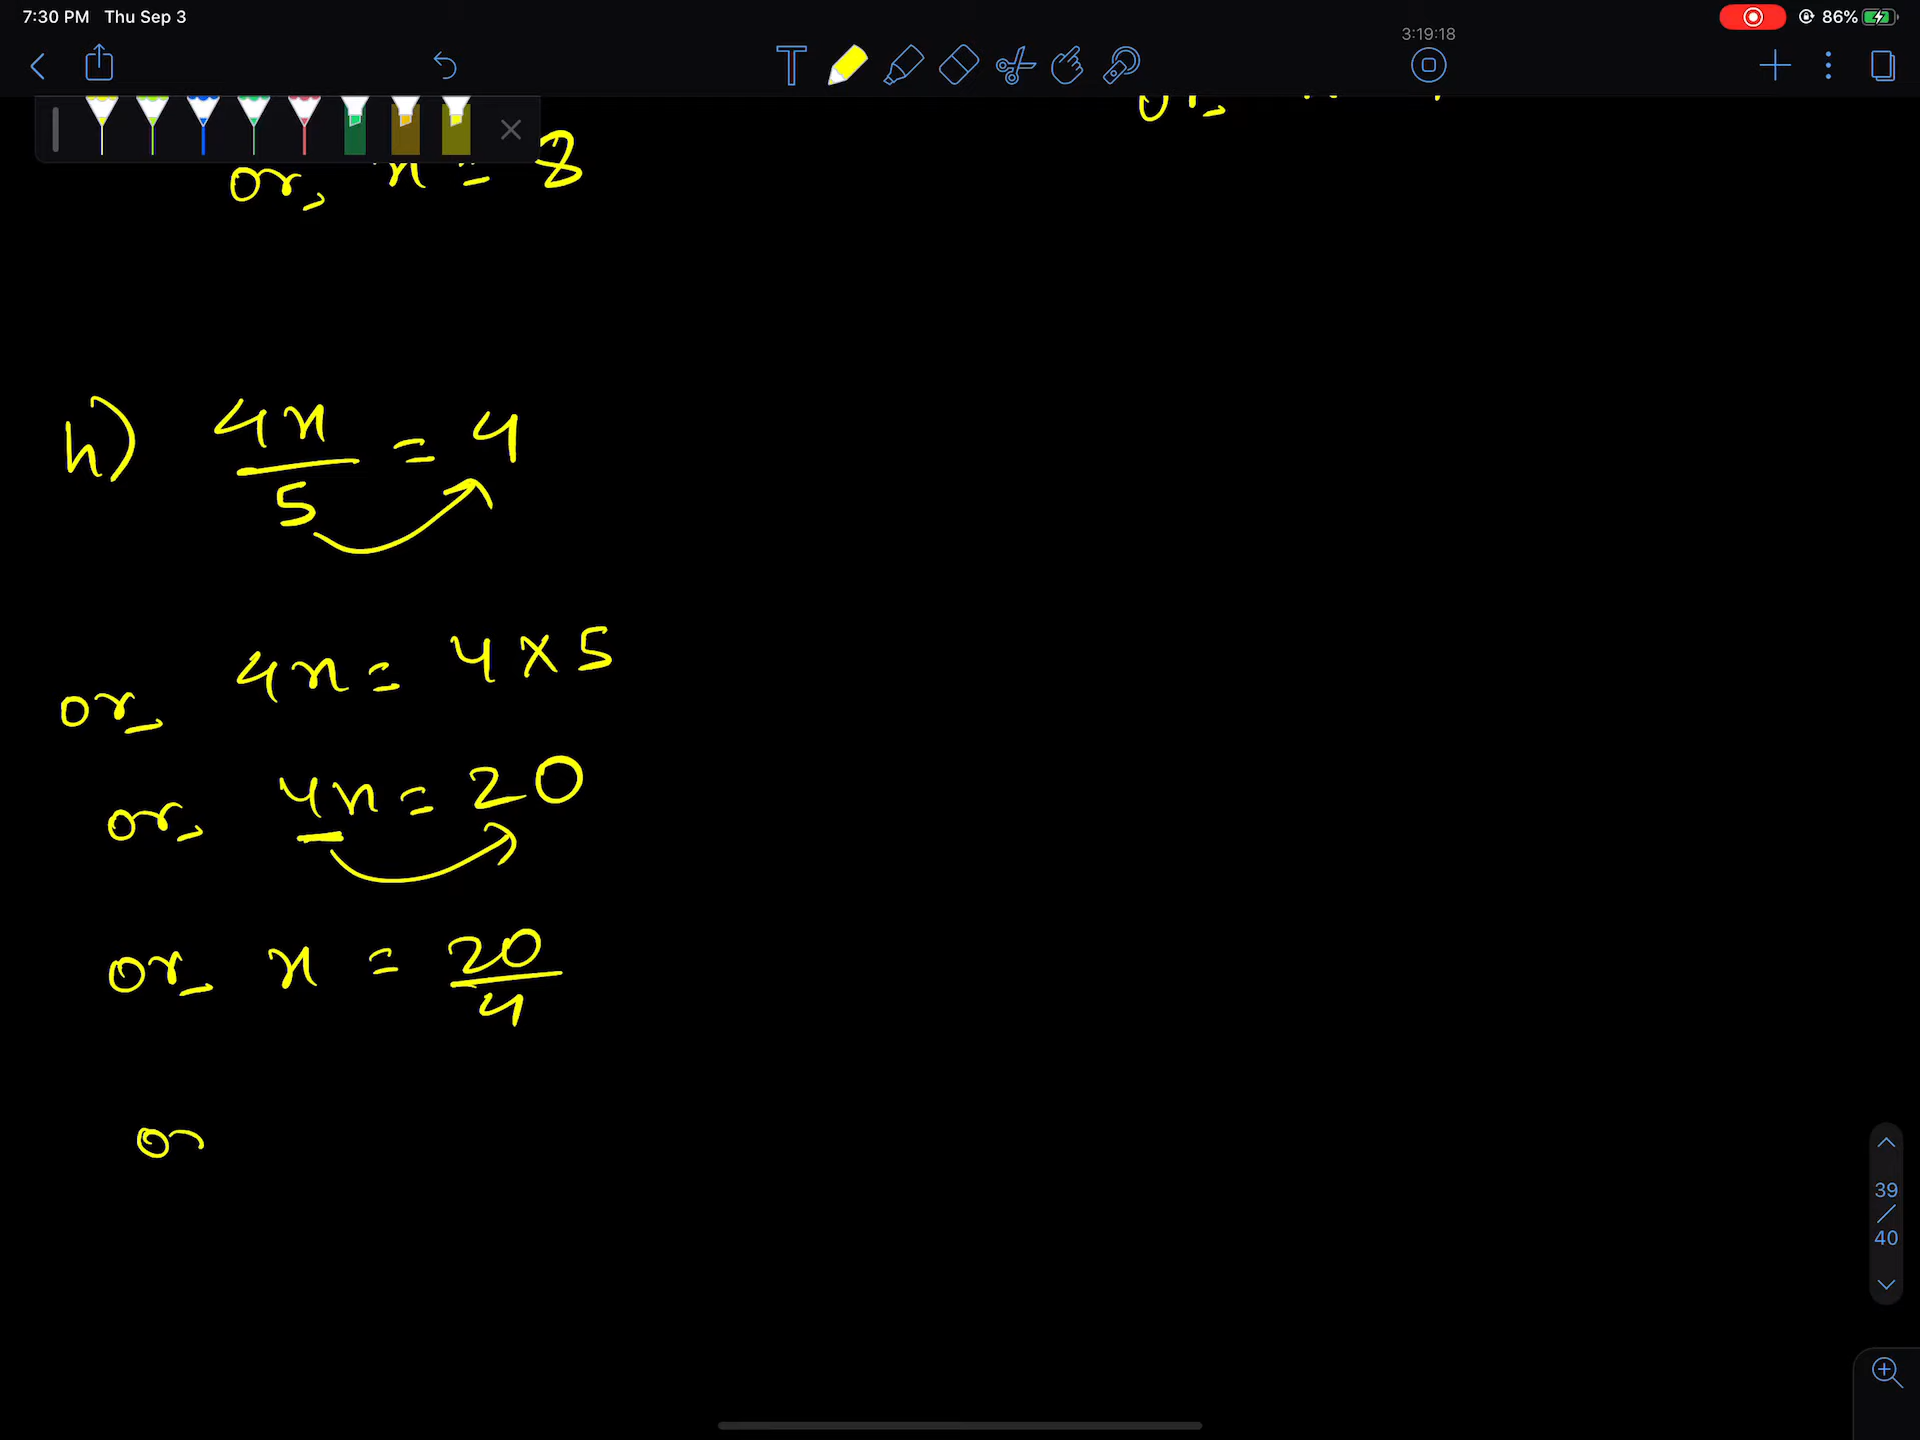 7:30 PM Thu Sep 3
86%
3:19:18
or,
or, x = 8
h) 4x/5 = 4
or, 4x = 4 × 5
or, 4x = 20
or, x = 20/4
or
39
/
40